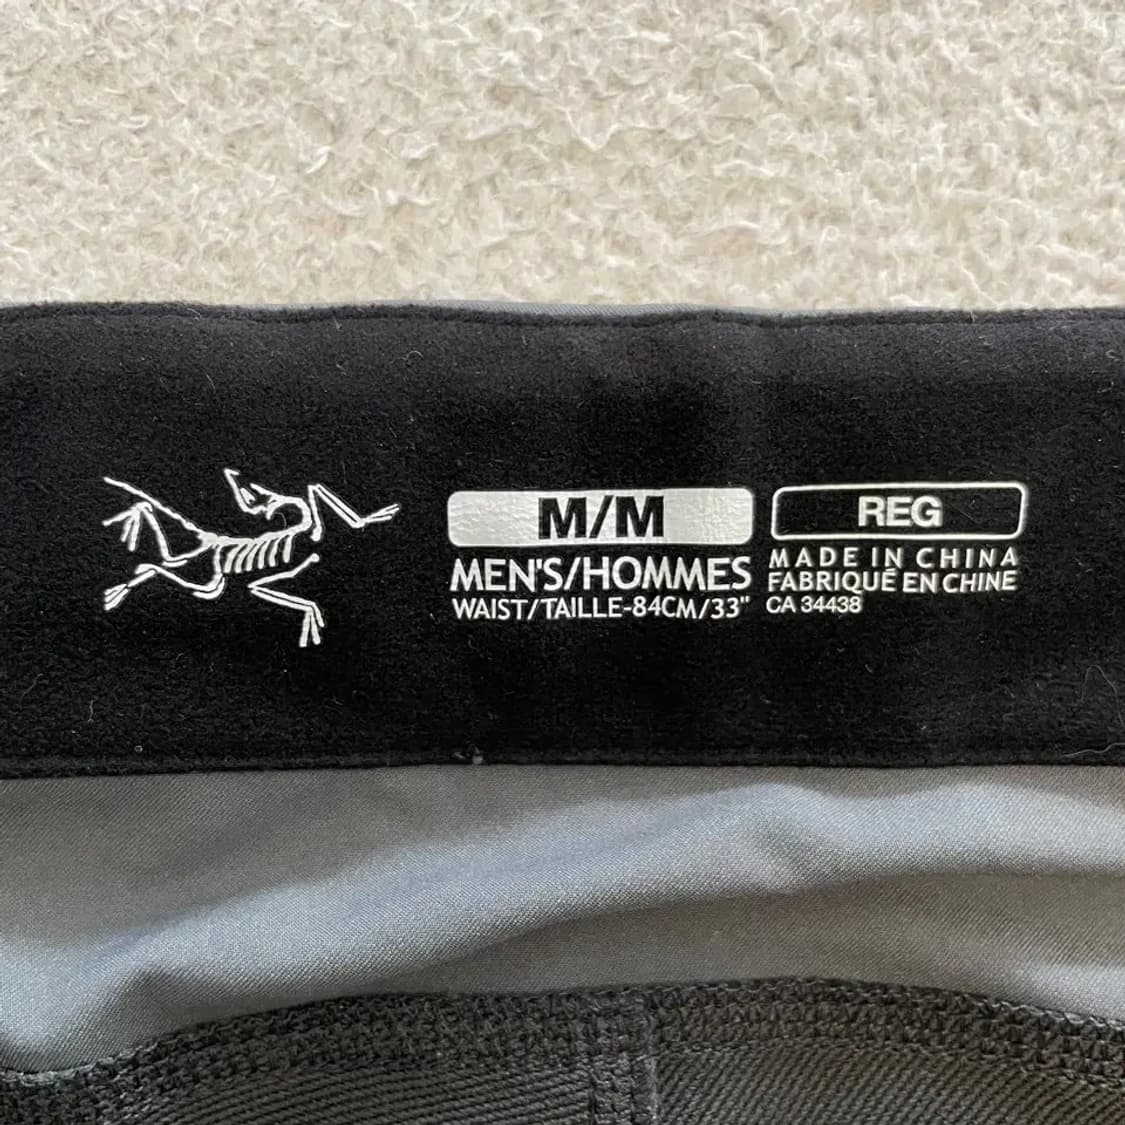 M/M
MEN'S/HOMMES
WAIST/TAILLE-84CM/33"
REG
MADE IN CHINA
FABRIQUÉ EN CHINE
CA 34438